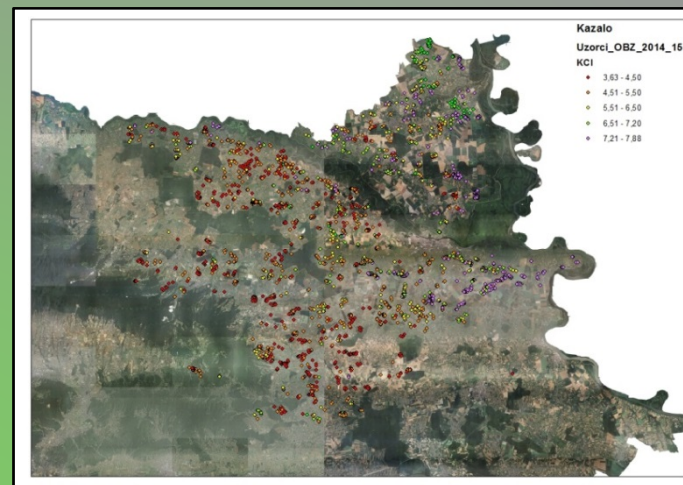 Kazalo
Uzorci_OBZ_2014_15
KCl
3,63 - 4,50
4,51 - 5,50
5,51 - 6,50
6,51 - 7,20
7,21 - 7,88